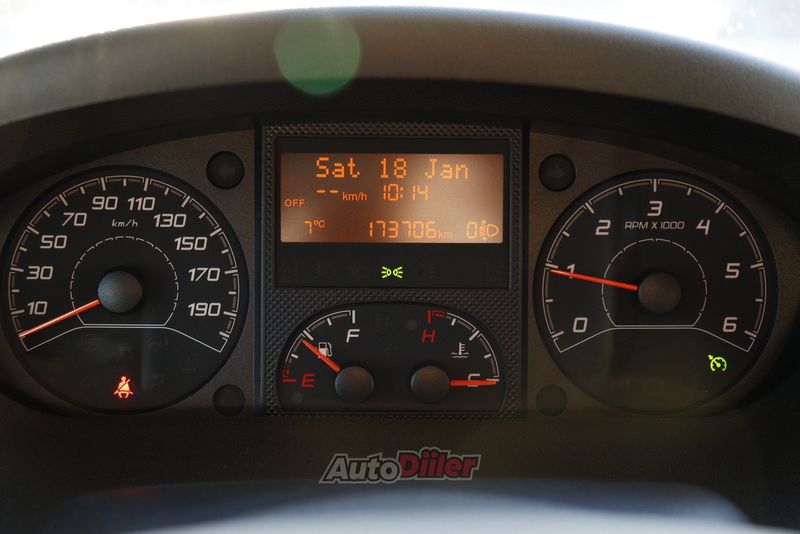 Sat 18 Jan
-- km/h 10:14
OFF
7°C 173706 km 0
10 30 50 70 90 110 130 150 170 190
km/h
0 1 2 3 4 5 6
RPM X 1000
E F
H C
AutoDiiler